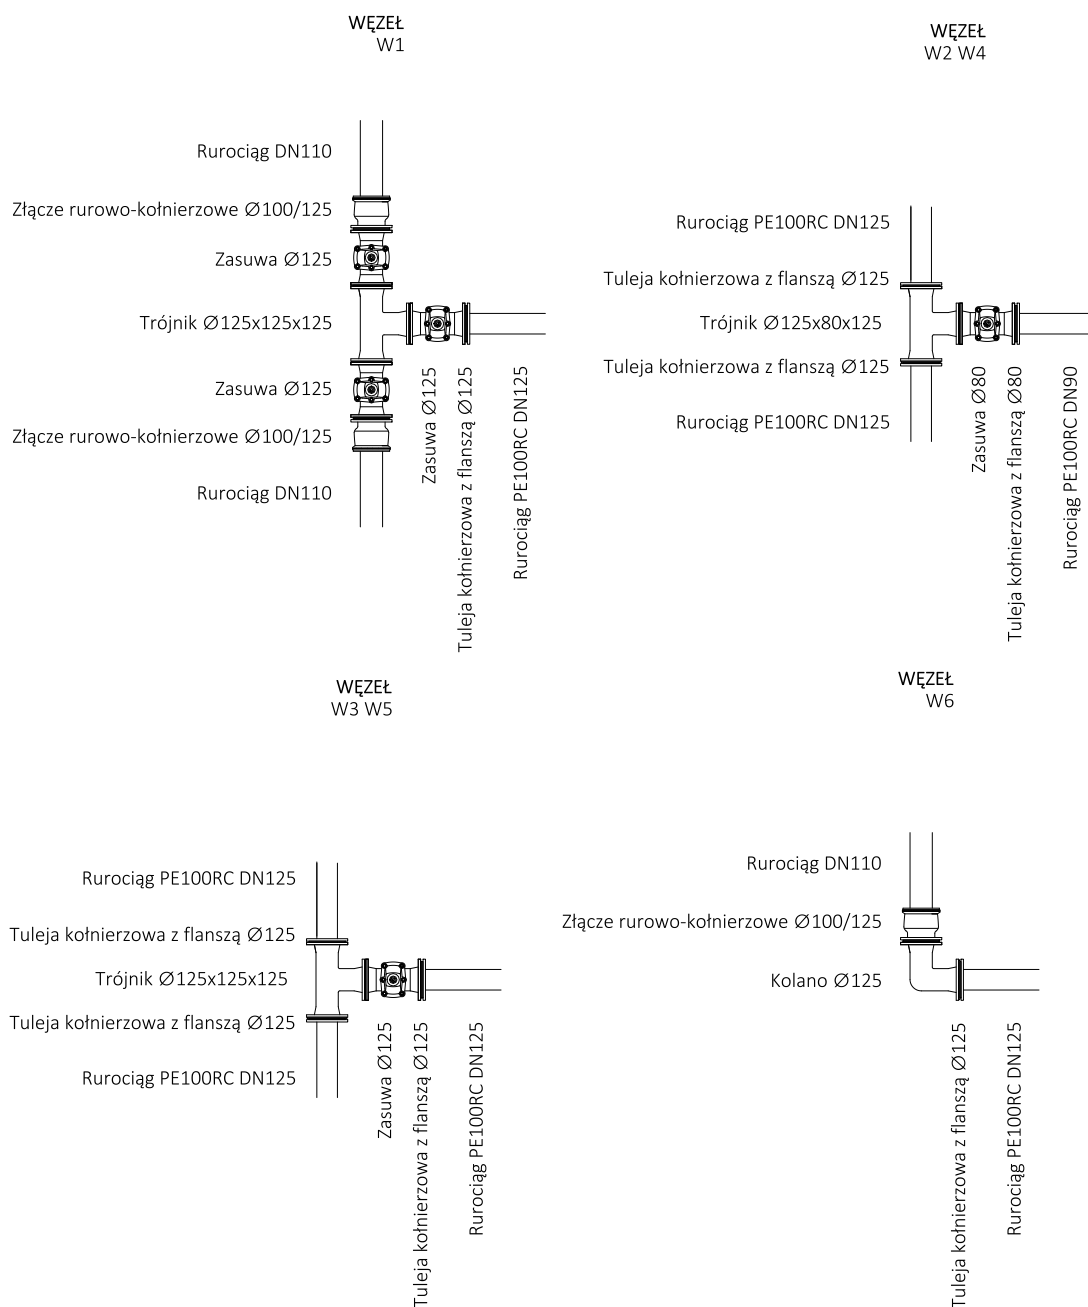 WĘZEŁ
W1
Rurociąg DN110
Złącze rurowo-kołnierzowe Ø100/125
Zasuwa Ø125
Trójnik Ø125x125x125
Zasuwa Ø125
Złącze rurowo-kołnierzowe Ø100/125
Rurociąg DN110
Zasuwa Ø125
Tuleja kołnierzowa z flanszą Ø125
Rurociąg PE100RC DN125
WĘZEŁ
W2 W4
Rurociąg PE100RC DN125
Tuleja kołnierzowa z flanszą Ø125
Trójnik Ø125x80x125
Tuleja kołnierzowa z flanszą Ø125
Rurociąg PE100RC DN125
Zasuwa Ø80
Tuleja kołnierzowa z flanszą Ø80
Rurociąg PE100RC DN90
WĘZEŁ
W3 W5
Rurociąg PE100RC DN125
Tuleja kołnierzowa z flanszą Ø125
Trójnik Ø125x125x125
Tuleja kołnierzowa z flanszą Ø125
Rurociąg PE100RC DN125
Zasuwa Ø125
Tuleja kołnierzowa z flanszą Ø125
Rurociąg PE100RC DN125
WĘZEŁ
W6
Rurociąg DN110
Złącze rurowo-kołnierzowe Ø100/125
Kolano Ø125
Tuleja kołnierzowa z flanszą Ø125
Rurociąg PE100RC DN125